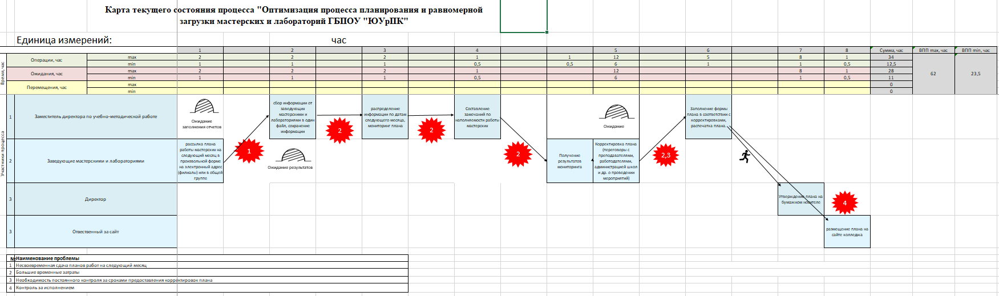 Карта текущего состояния процесса "Оптимизация процесса планирования и равномерной
загрузки мастерских и лабораторий ГБПОУ "ЮУрПК"
Единица измерений: час
1 2 3 4 5 6 7 8 Сумма, час ВПП max, час ВПП min, час
Время, час
Операции, час
max 2 2 2 1 1 12 5 8 1 34
min 1 1 1 0,5 0,5 6 1 1 0,5 12,5
Ожидания, час
max 2 2 2 1 12 8 1 28
min 1 1 1 0,5 6 1 0,5 11
62 23,5
Перемещения, час
max 0
min 0
Участники процесса
1 Заместитель директора по учебно-методической работе
Ожидание
заполнения отчетов
сбор информации от
заведующих
мастерскими и
лабораториями в один
файл, сохранение
информации
2
распределение
информации по датам
следующего месяца,
мониторинг плана
2
Составление
замечаний по
наполняемости работы
мастерских
Ожидание
Заполнение формы
плана в соответствии с
корректировками,
распечатка плана.
2 Заведующие мастерскими и лабораториями
рассылка плана
работы мастерских на
следующий месяц в
произвольной форме
на электронный адрес
(филиалы) или в общей
группе
1
Ожидание результатов
2
Получение
результатов
мониторинга
Корректировка плана
(переговоры с
преподавателями,
работодателями,
администрацией школ
и др. о проведении
мероприятий)
2,3
3 Директор
Утверждение плана на
бумажном носителе
4
3 Отвественный за сайт
размещение плана на
сайте колледжа
№ Наименование проблемы
1 Несвоевременная сдача планов работ на следующий месяц
2 Большие временные затраты
3 Необходимость постоянного контроля за сроками предоставления корректировок плана
4 Контроль за исполнением